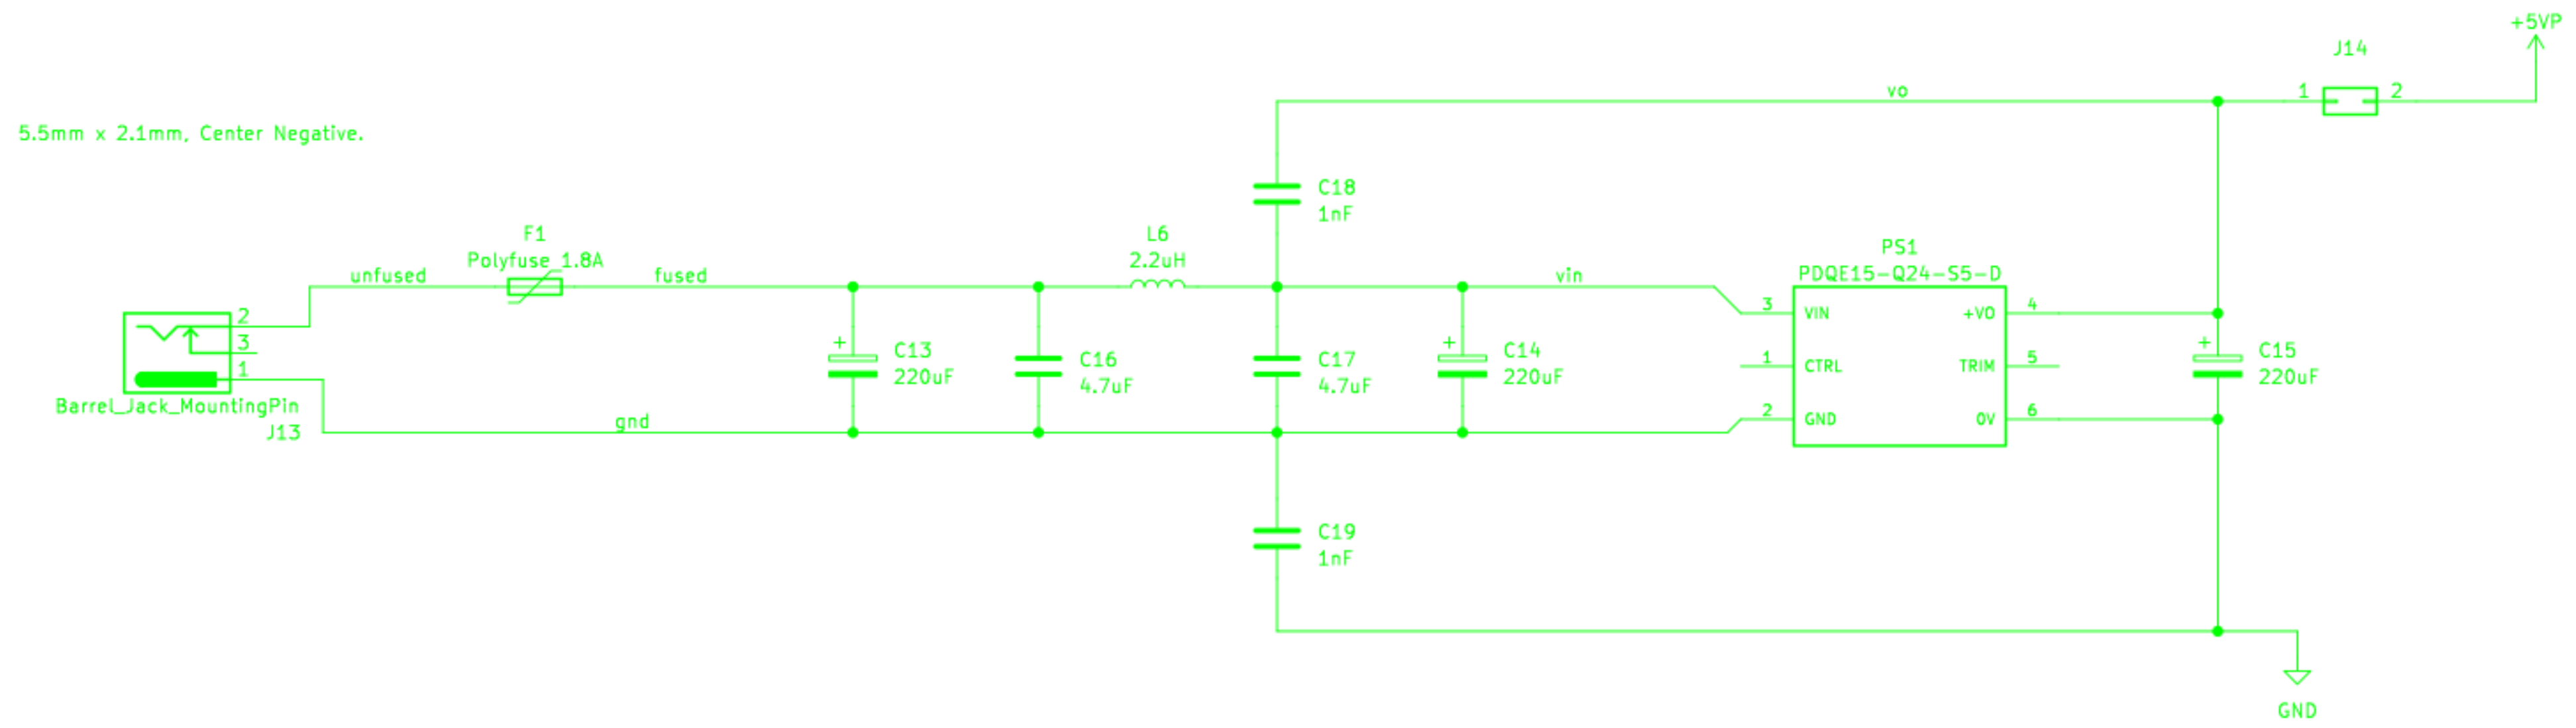 +5VP
J14
1
2
vo
5.5mm x 2.1mm, Center Negative.
C18
1nF
F1
Polyfuse 1.8A
L6
2.2uH
unfused
fused
vin
PS1
PDQE15-Q24-S5-D
2
3
1
Barrel_Jack_MountingPin
J13
gnd
+
C13
220uF
C16
4.7uF
C17
4.7uF
+
C14
220uF
3
VIN
+VO
4
1
CTRL
TRIM
5
2
GND
0V
6
+
C15
220uF
C19
1nF
GND